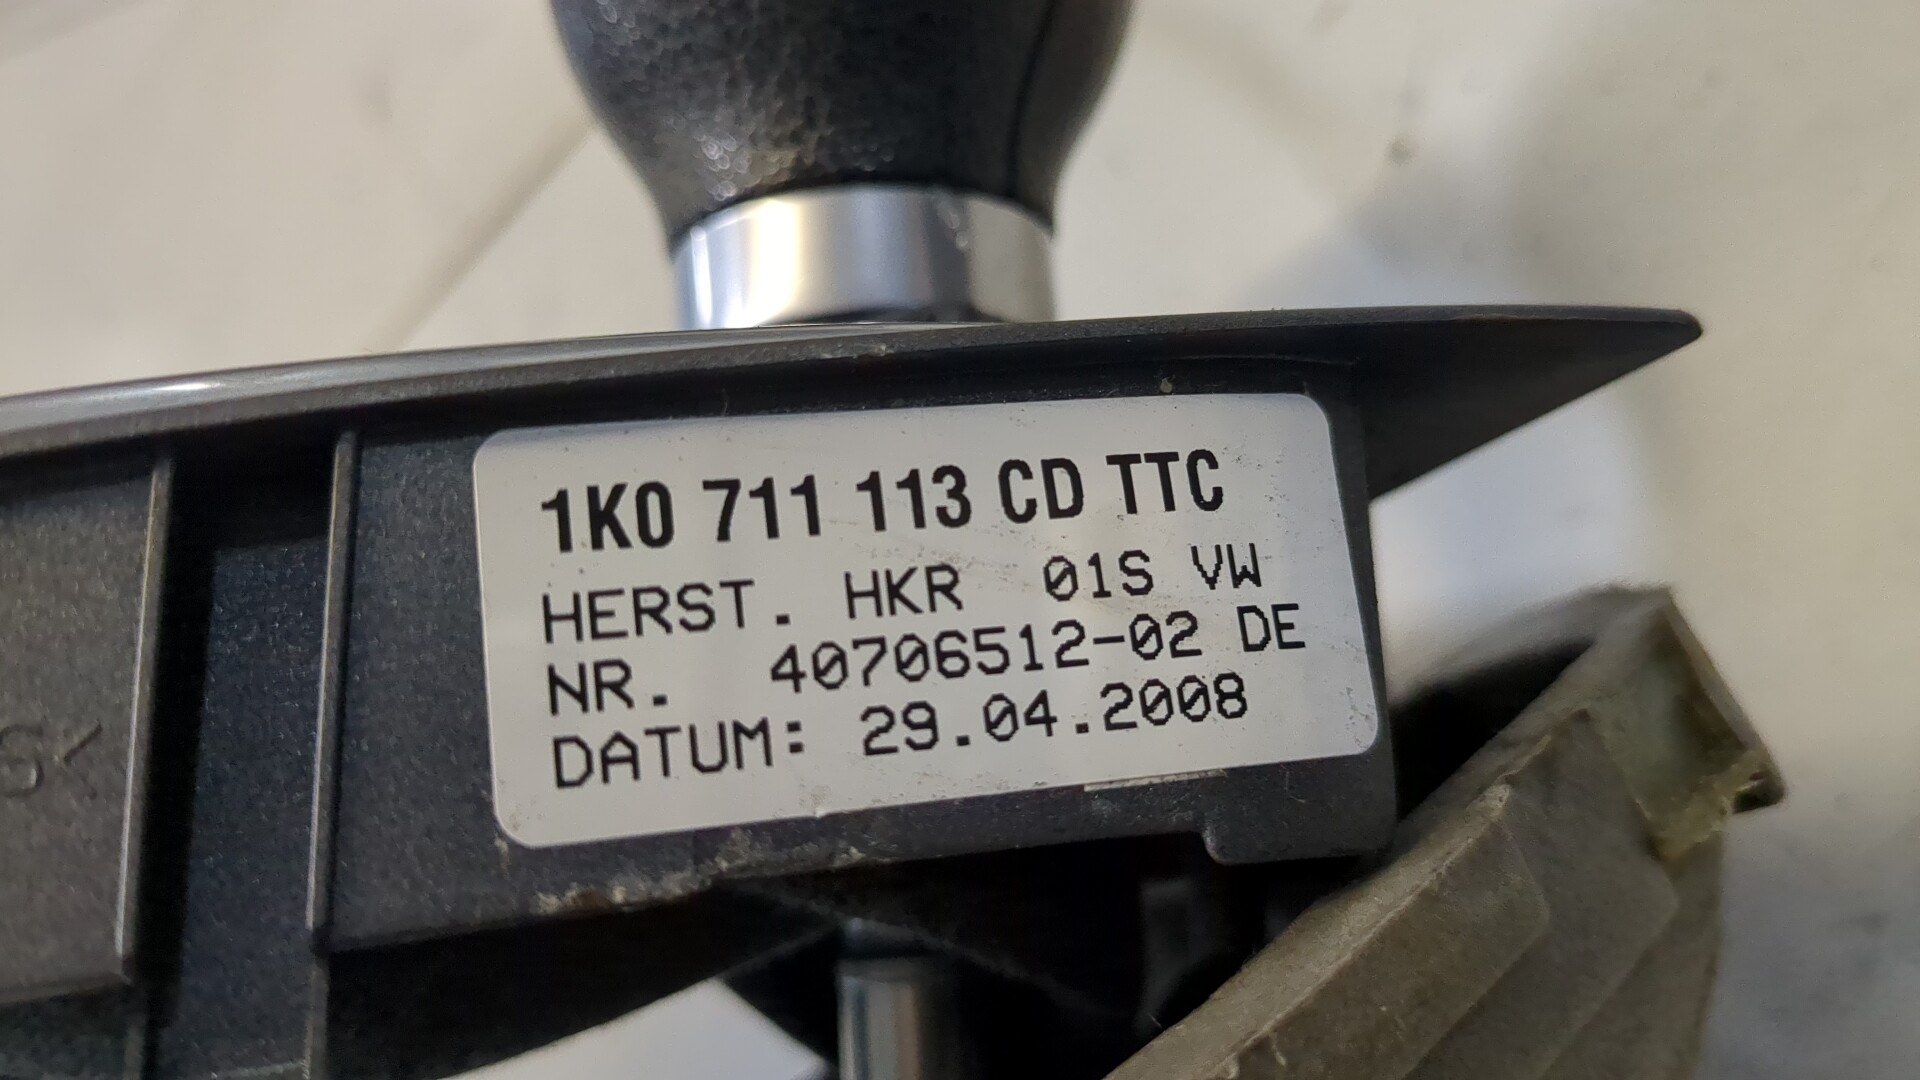 1K0 711 113 CD TTC
HERST. HKR 01S VW
NR. 40706512-02 DE
DATUM: 29.04.2008